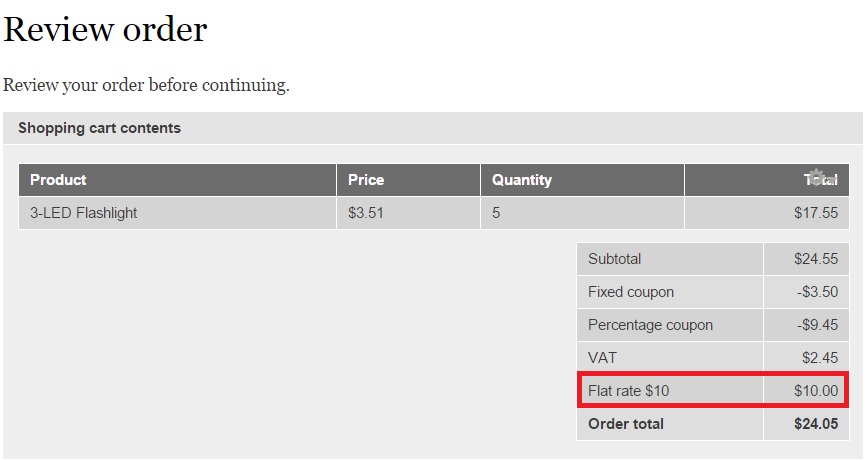 Review order
Review your order before continuing.
Shopping cart contents
Product Price Quantity Total
3-LED Flashlight $3.51 5 $17.55
Subtotal $24.55
Fixed coupon -$3.50
Percentage coupon -$9.45
VAT $2.45
Flat rate $10 $10.00
Order total $24.05